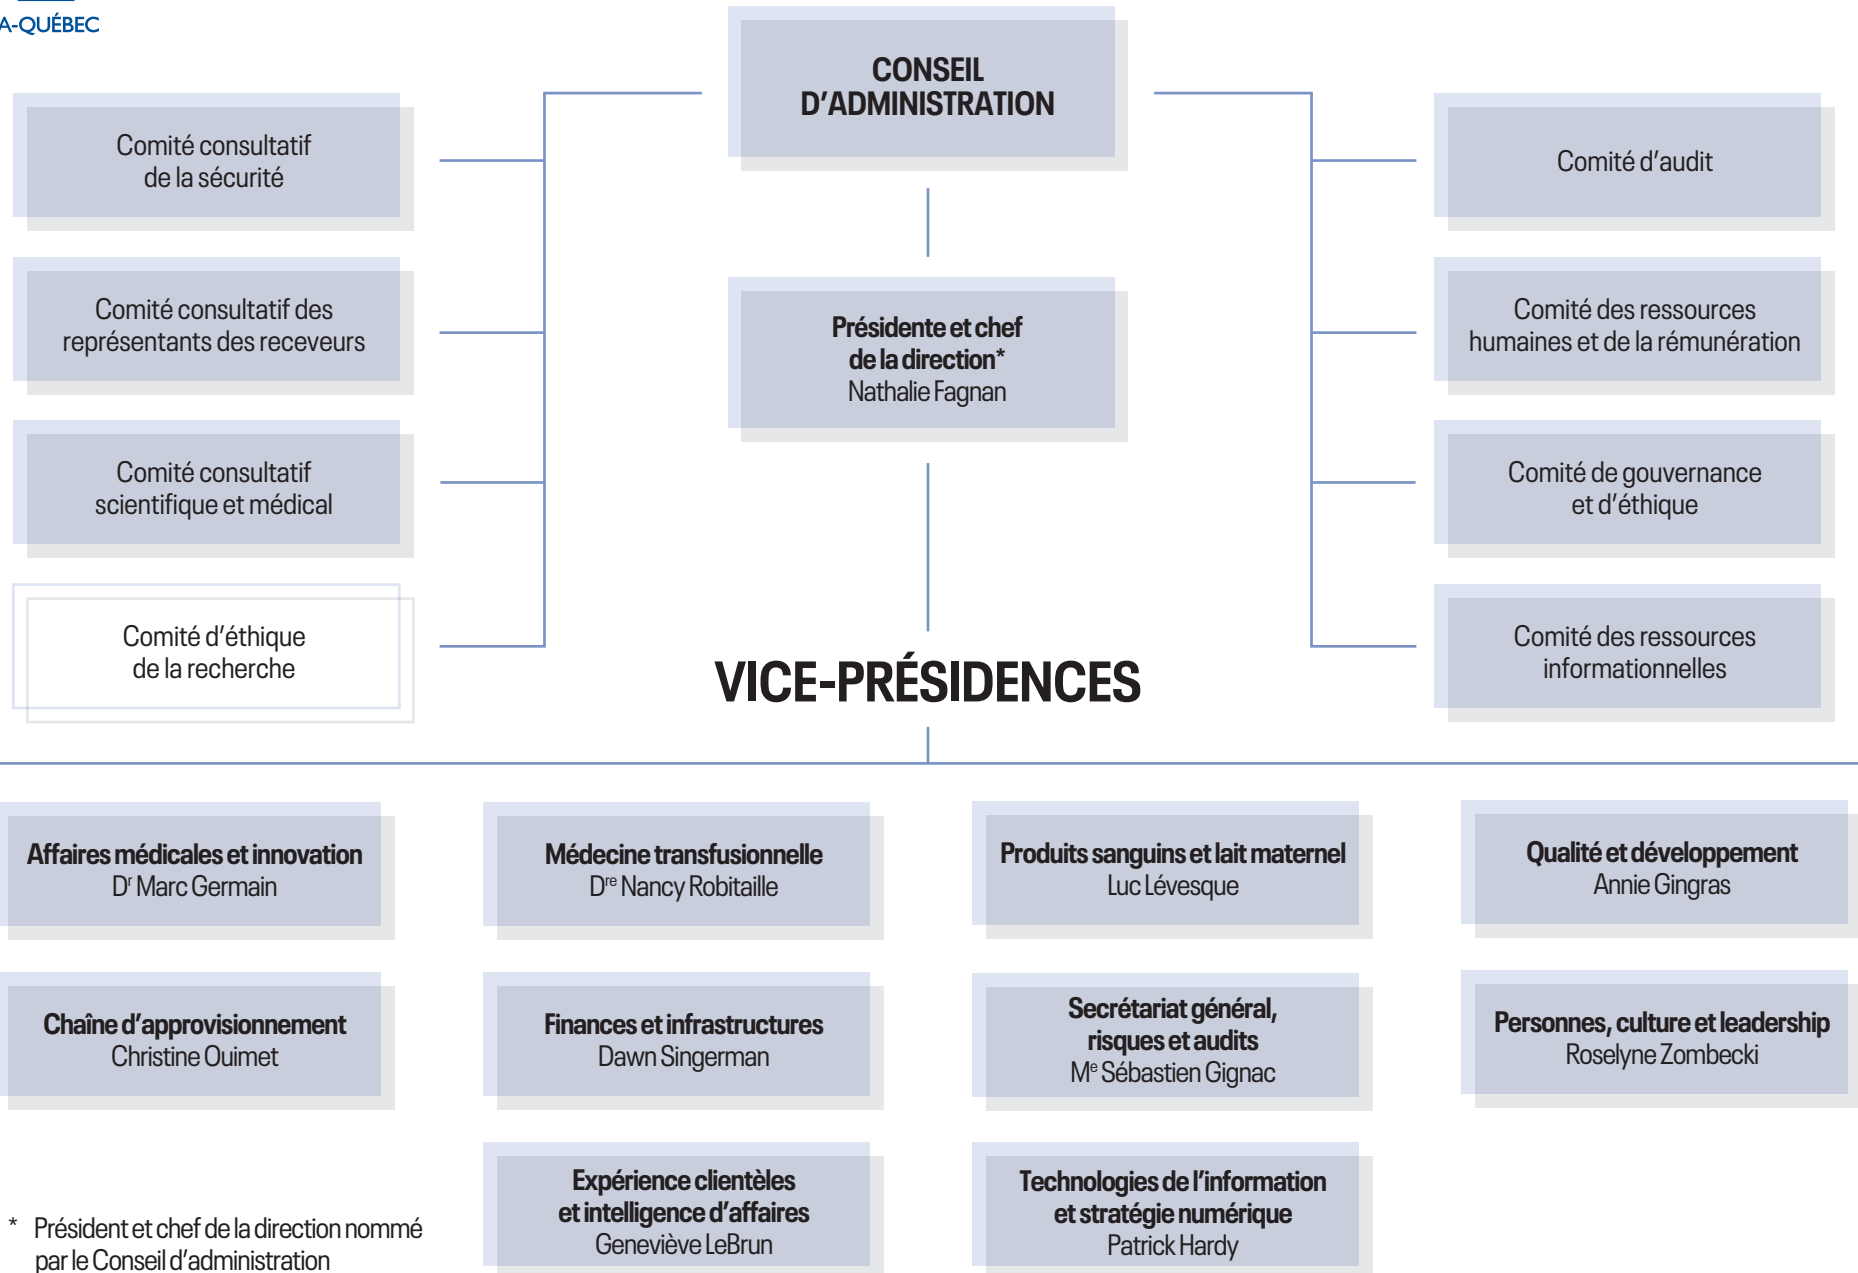 A-QUÉBEC
CONSEIL
D'ADMINISTRATION
Comité consultatif
de la sécurité
Comité consultatif des
représentants des receveurs
Comité consultatif
scientifique et médical
Comité d'éthique
de la recherche
Présidente et chef
de la direction*
Nathalie Fagnan
Comité d'audit
Comité des ressources
humaines et de la rémunération
Comité de gouvernance
et d'éthique
Comité des ressources
informationnelles
VICE-PRÉSIDENCES
Affaires médicales et innovation
Dr Marc Germain
Médecine transfusionnelle
Dre Nancy Robitaille
Produits sanguins et lait maternel
Luc Lévesque
Qualité et développement
Annie Gingras
Chaîne d'approvisionnement
Christine Ouimet
Finances et infrastructures
Dawn Singerman
Secrétariat général,
risques et audits
Me Sébastien Gignac
Personnes, culture et leadership
Roselyne Zombecki
Expérience clientèles
et intelligence d'affaires
Geneviève LeBrun
Technologies de l'information
et stratégie numérique
Patrick Hardy
* Président et chef de la direction nommé
par le Conseil d'administration